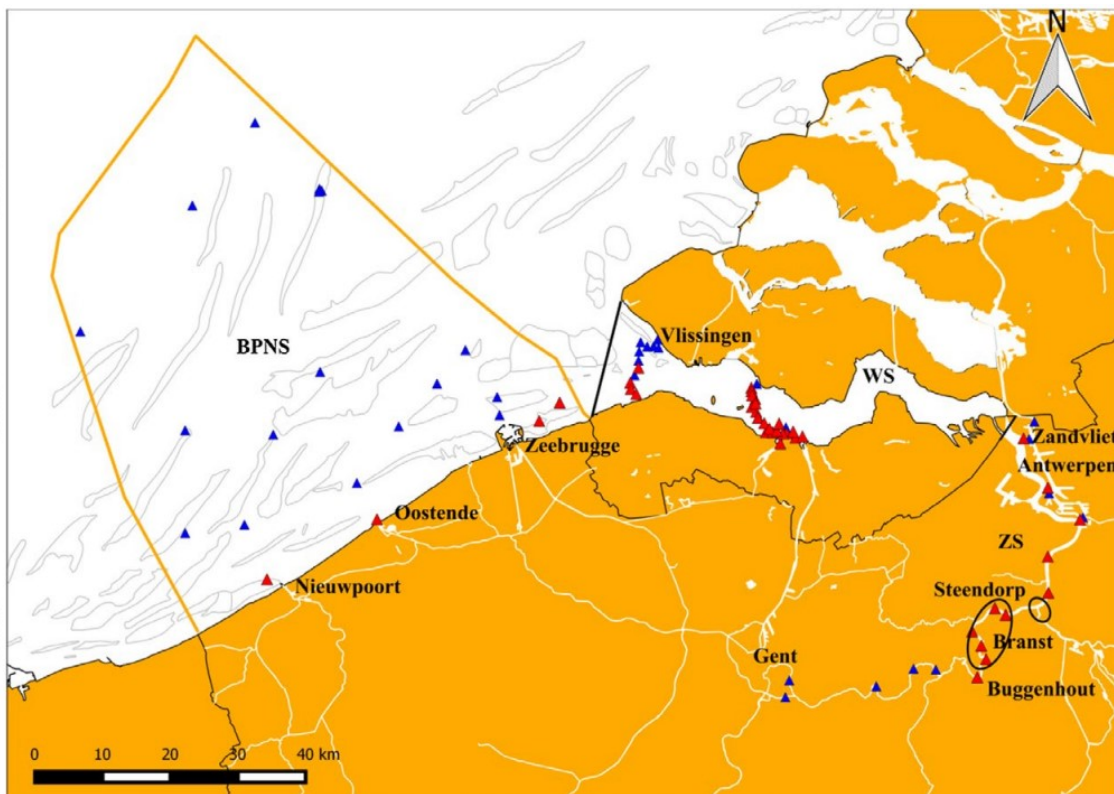 N
Vlissingen
BPNS
WS
Zeebrugge
Zandvliet
Antwerpen
Oostende
ZS
Nieuwpoort
Steendorp
Branst
Gent
Buggenhout
0 10 20 30 40 km